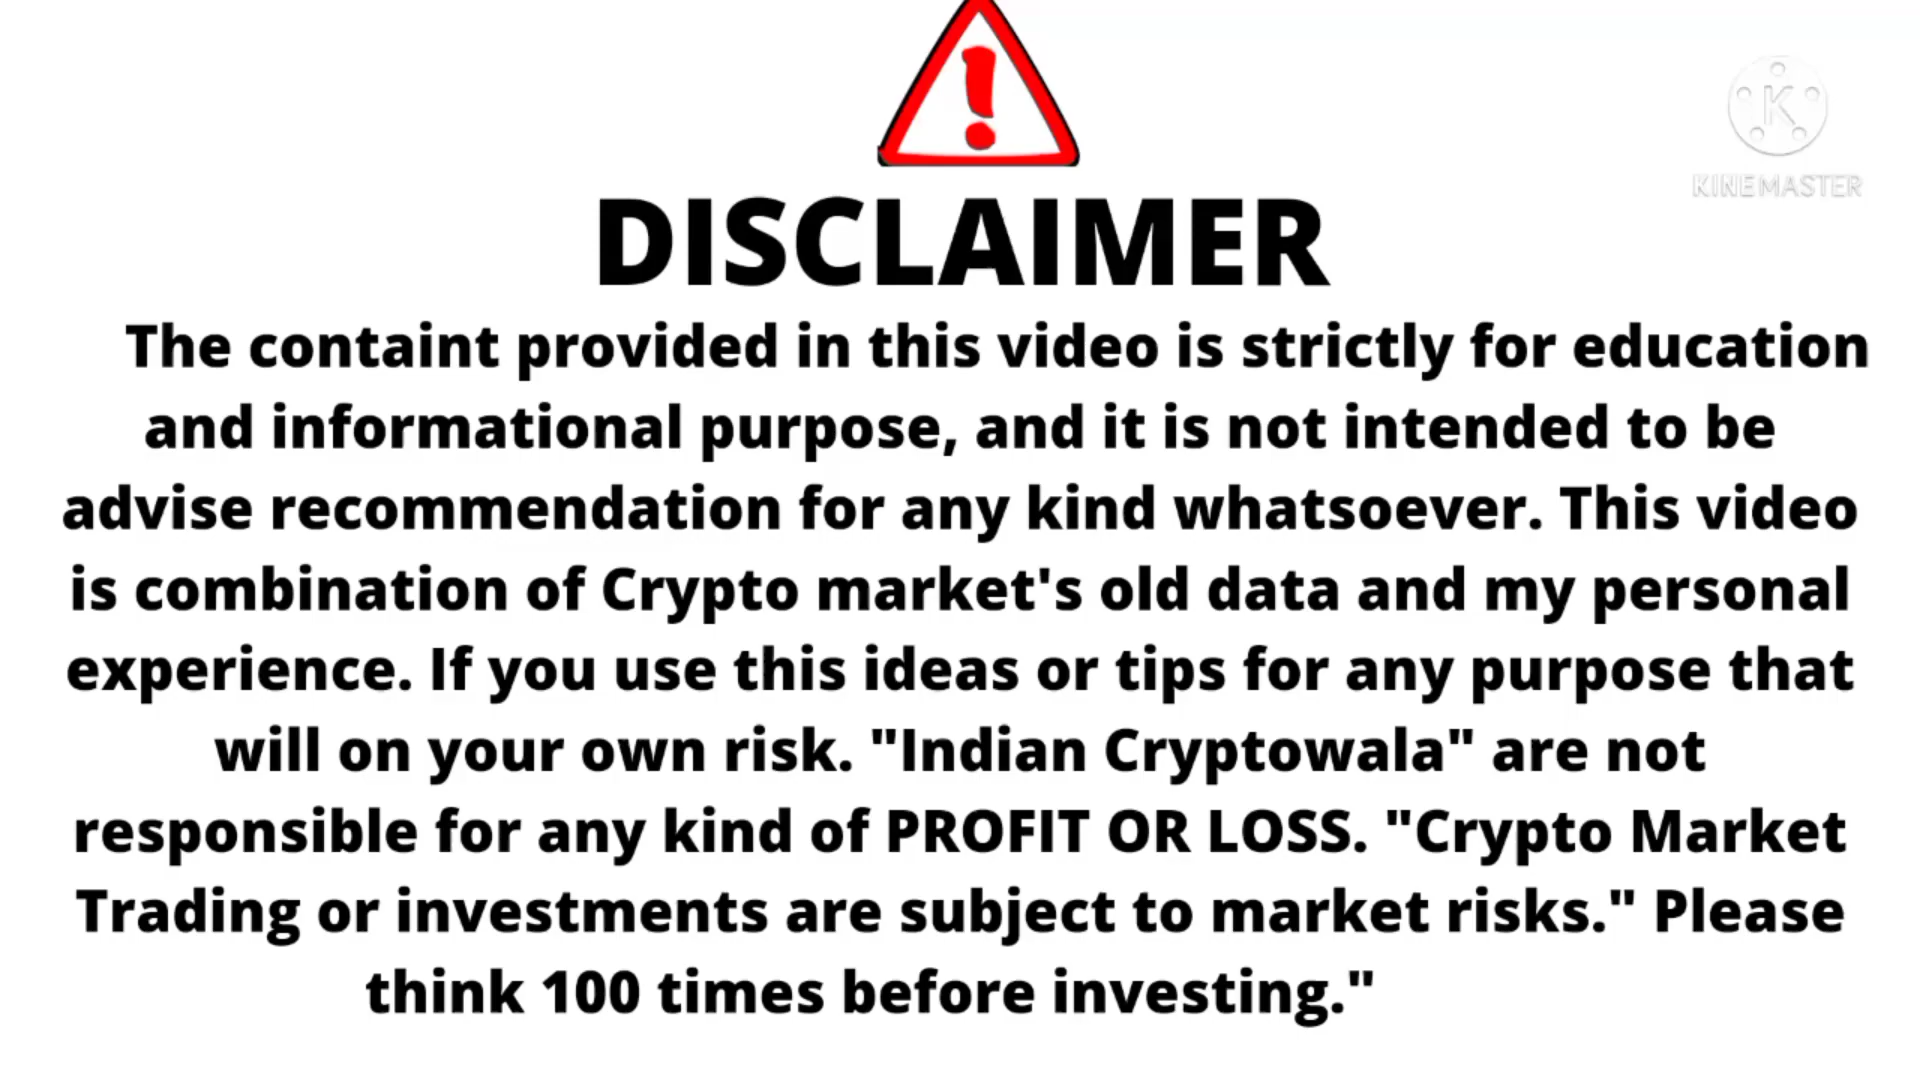 K
KINEMASTER
DISCLAIMER
The containt provided in this video is strictly for education
and informational purpose, and it is not intended to be
advise recommendation for any kind whatsoever. This video
is combination of Crypto market's old data and my personal
experience. If you use this ideas or tips for any purpose that
will on your own risk. "Indian Cryptowala" are not
responsible for any kind of PROFIT OR LOSS. "Crypto Market
Trading or investments are subject to market risks." Please
think 100 times before investing."